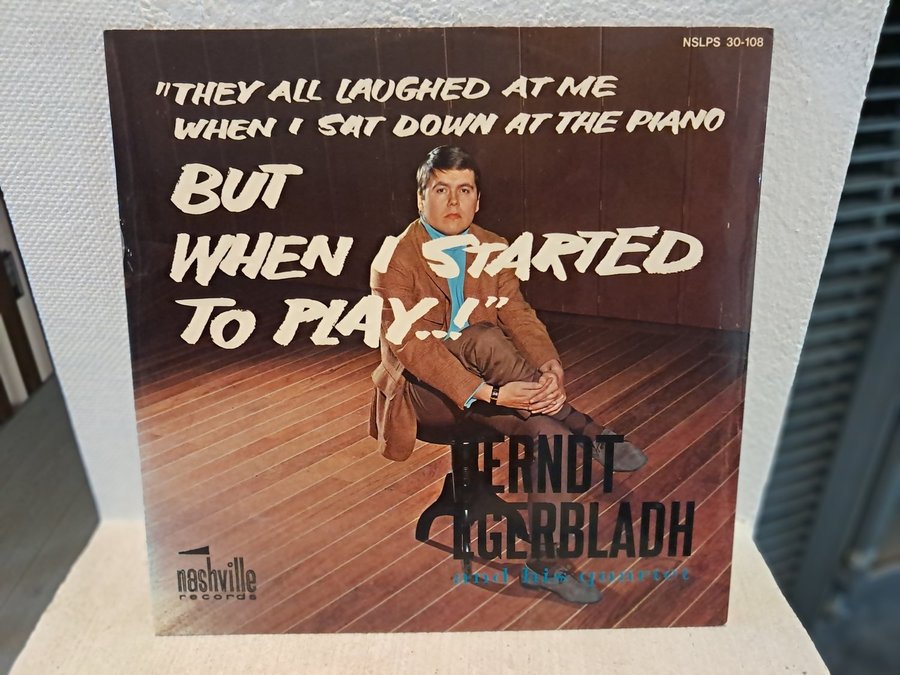 NSLPS 30-108
"THEY ALL LAUGHED AT ME
WHEN I SAT DOWN AT THE PIANO
BUT
WHEN I STARTED
TO PLAY...!"
BERNDT
EGERBLADH
and his quartet
nashville
records